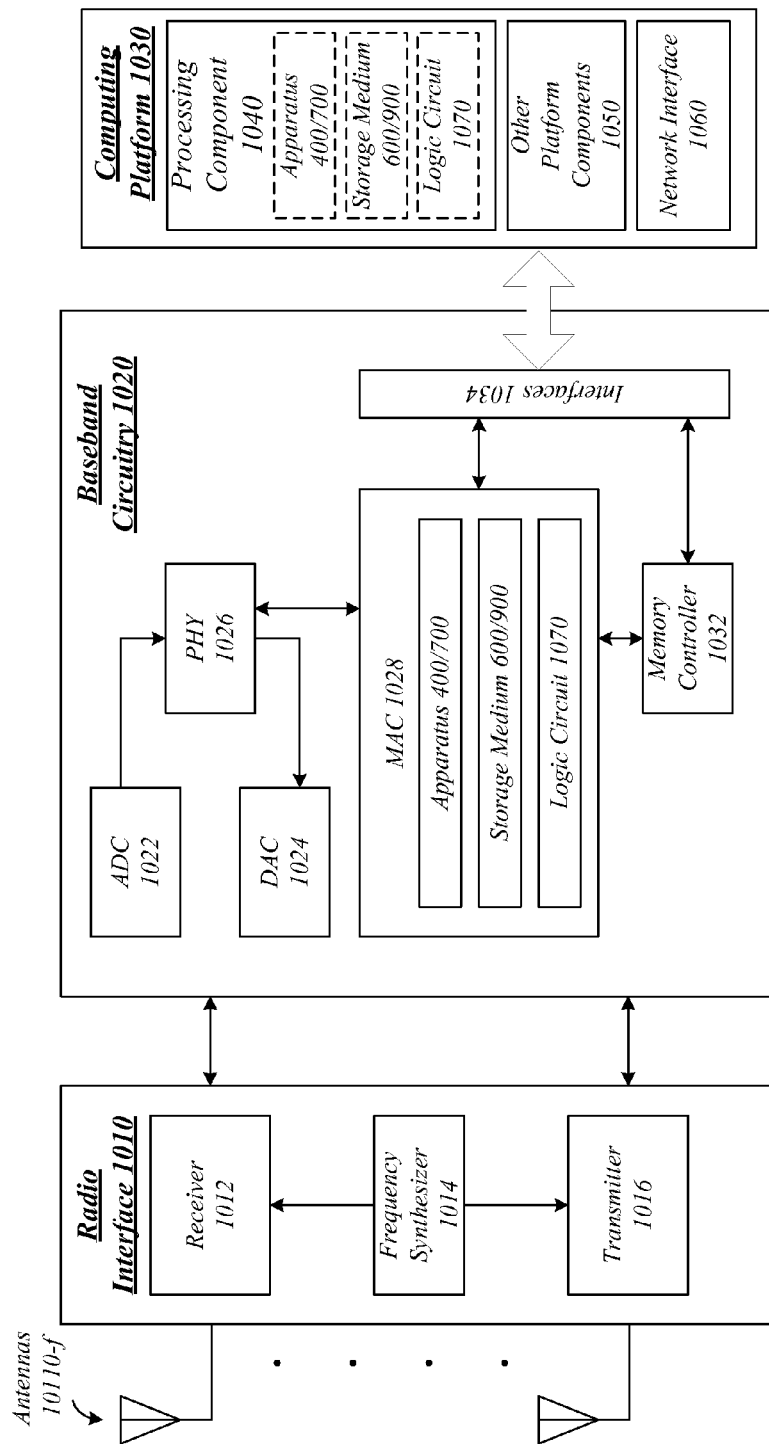 Antennas
10110-f
Radio
Interface 1010
Receiver
1012
Frequency
Synthesizer
1014
Transmitter
1016
Baseband
Circuitry 1020
ADC
1022
PHY
1026
DAC
1024
MAC 1028
Apparatus 400/700
Storage Medium 600/900
Logic Circuit 1070
Memory
Controller
1032
Interfaces 1034
Computing
Platform 1030
Processing
Component
1040
Apparatus
400/700
Storage Medium
600/900
Logic Circuit
1070
Other
Platform
Components
1050
Network Interface
1060